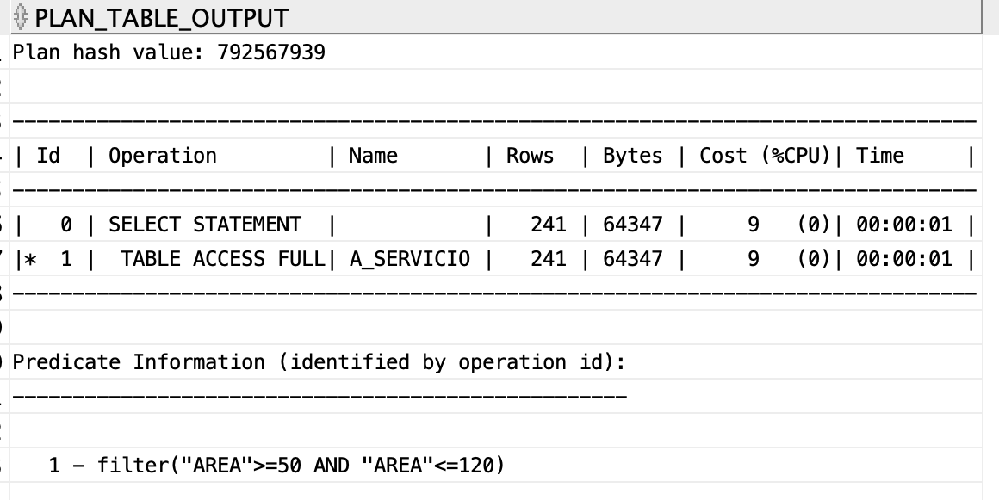 PLAN_TABLE_OUTPUT
Plan hash value: 792567939
--------------------------------------------------------------------------------
| Id  | Operation         | Name       | Rows  | Bytes | Cost (%CPU)| Time     |
--------------------------------------------------------------------------------
|   0 | SELECT STATEMENT  |            |   241 | 64347 |     9   (0)| 00:00:01 |
|*  1 |  TABLE ACCESS FULL| A_SERVICIO |   241 | 64347 |     9   (0)| 00:00:01 |
--------------------------------------------------------------------------------
Predicate Information (identified by operation id):
---------------------------------------------------
   1 - filter("AREA">=50 AND "AREA"<=120)